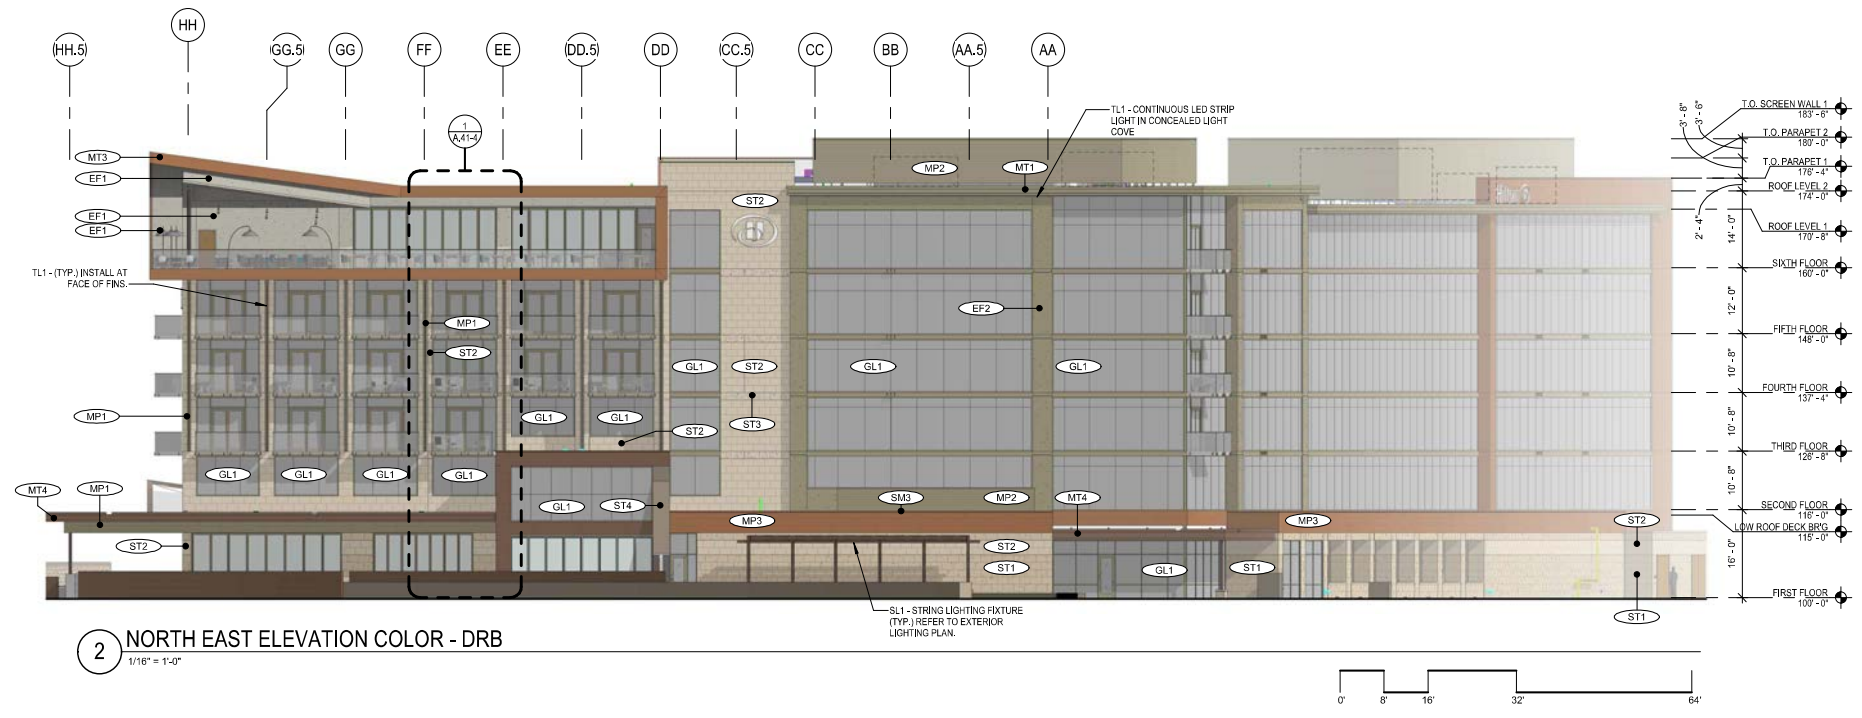 HH.5
HH
GG.5
GG
FF
EE
DD.5
DD
CC.5
CC
BB
AA.5
AA
1
A.41-4
TL1 - CONTINUOUS LED STRIP
LIGHT IN CONCEALED LIGHT
COVE
MT3
EF1
EF1
EF1
TL1 - (TYP.) INSTALL AT
FACE OF FINS.
MP1
MT4
MP1
ST2
MP1
ST2
GL1
GL1
GL1
GL1
GL1
GL1
ST2
GL1
ST4
ST2
GL1
ST2
ST3
MP2
MT1
EF2
GL1
GL1
SM3
MP2
MT4
MP3
MP3
ST2
ST1
GL1
ST1
ST2
ST1
SL1 - STRING LIGHTING FIXTURE
(TYP.) REFER TO EXTERIOR
LIGHTING PLAN.
3' - 8"
3' - 6"
2' - 4"
14' - 0"
12' - 0"
10' - 8"
10' - 8"
10' - 8"
16' - 0"
T.O. SCREEN WALL 1
183' - 6"
T.O. PARAPET 2
180' - 0"
T.O. PARAPET 1
176' - 4"
ROOF LEVEL 2
174' - 0"
ROOF LEVEL 1
170' - 8"
SIXTH FLOOR
160' - 0"
FIFTH FLOOR
148' - 0"
FOURTH FLOOR
137' - 4"
THIRD FLOOR
126' - 8"
SECOND FLOOR
116' - 0"
LOW ROOF DECK BR'G
115' - 0"
FIRST FLOOR
100' - 0"
2
NORTH EAST ELEVATION COLOR - DRB
1/16" = 1'-0"
0' 8' 16' 32' 64'